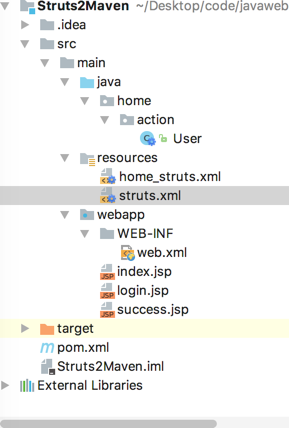 Struts2Maven ~/Desktop/code/javaweb
.idea
src
main
java
home
action
User
resources
home_struts.xml
struts.xml
webapp
WEB-INF
web.xml
index.jsp
login.jsp
success.jsp
target
pom.xml
Struts2Maven.iml
External Libraries